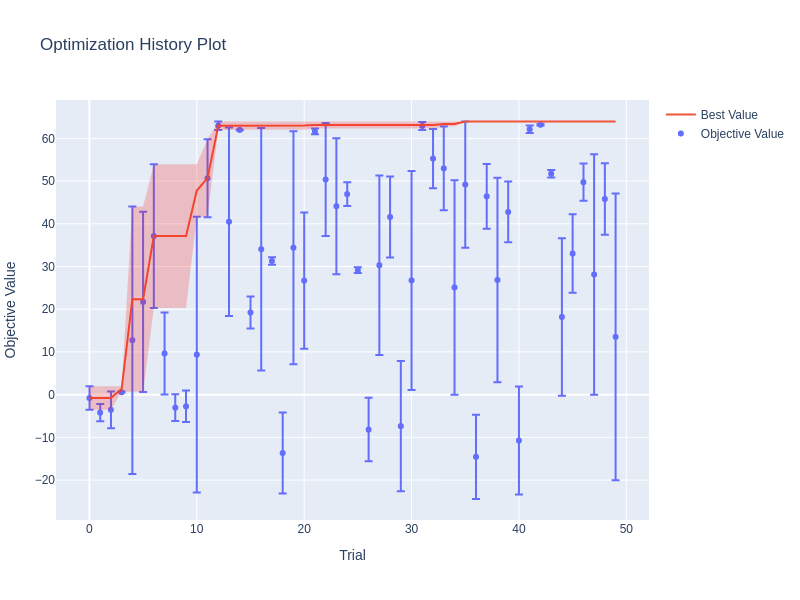 Optimization History Plot
Best Value
Objective Value
Objective Value
60
50
40
30
20
10
0
−10
−20
0 10 20 30 40 50
Trial